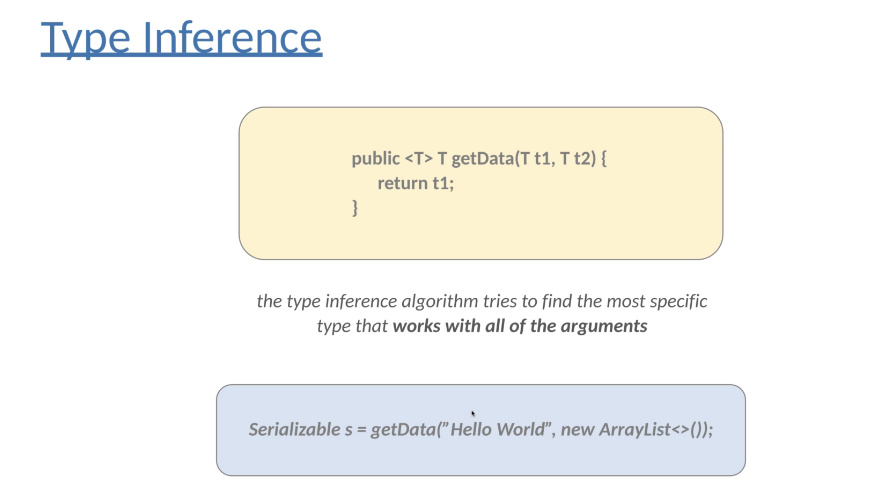 Type Inference
public <T> T getData(T t1, T t2) {
return t1;
}
the type inference algorithm tries to find the most specific
type that works with all of the arguments
Serializable s = getData(”Hello World”, new ArrayList<>());